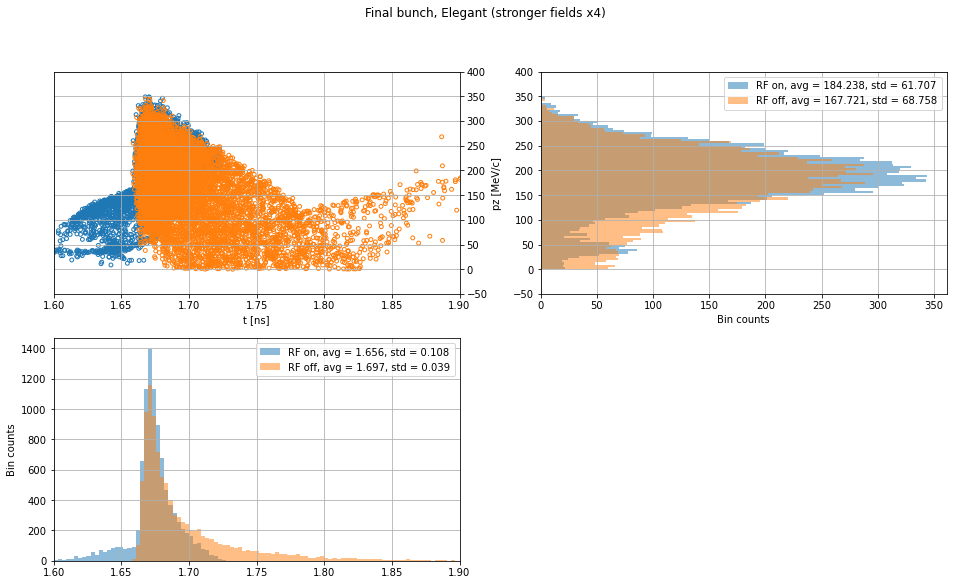 Final bunch, Elegant (stronger fields x4)
400
350
300
250
200
150
100
50
0
−50
pz [MeV/c]
1.60 1.65 1.70 1.75 1.80 1.85 1.90
t [ns]
RF on, avg = 184.238, std = 61.707
RF off, avg = 167.721, std = 68.758
400
350
300
250
200
150
100
50
0
−50
0 50 100 150 200 250 300 350
Bin counts
RF on, avg = 1.656, std = 0.108
RF off, avg = 1.697, std = 0.039
1400
1200
1000
800
600
400
200
0
Bin counts
1.60 1.65 1.70 1.75 1.80 1.85 1.90